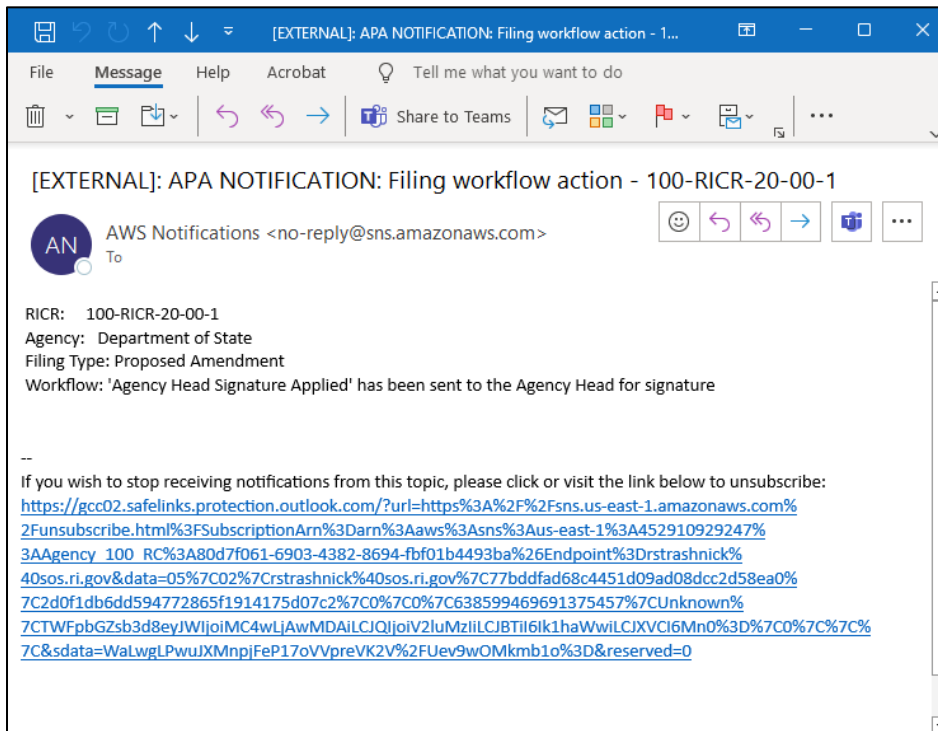 [EXTERNAL]: APA NOTIFICATION: Filing workflow action - 1...
File Message Help Acrobat Tell me what you want to do
Share to Teams
[EXTERNAL]: APA NOTIFICATION: Filing workflow action - 100-RICR-20-00-1
AN
AWS Notifications <no-reply@sns.amazonaws.com>
To
RICR: 100-RICR-20-00-1
Agency: Department of State
Filing Type: Proposed Amendment
Workflow: 'Agency Head Signature Applied' has been sent to the Agency Head for signature
--
If you wish to stop receiving notifications from this topic, please click or visit the link below to unsubscribe:
https://gcc02.safelinks.protection.outlook.com/?url=https%3A%2F%2Fsns.us-east-1.amazonaws.com%
2Funsubscribe.html%3FSubscriptionArn%3Darn%3Aaws%3Asns%3Aus-east-1%3A452910929247%
3AAgency_100_RC%3A80d7f061-6903-4382-8694-fbf01b4493ba%26Endpoint%3Drstrashnick%
40sos.ri.gov&data=05%7C02%7Crstrashnick%40sos.ri.gov%7C77bddfad68c4451d09ad08dcc2d58ea0%
7C2d0f1db6dd594772865f1914175d07c2%7C0%7C0%7C638599469691375457%7CUnknown%
7CTWFpbGZsb3d8eyJWIjoiMC4wLjAwMDAiLCJQIjoiV2luMzIiLCJBTiI6Ik1haWwiLCJXVCI6Mn0%3D%7C0%7C%7C%
7C&sdata=WaLwgLPwuJXMnpjFeP17oVVpreVK2V%2FUev9wOMkmb1o%3D&reserved=0